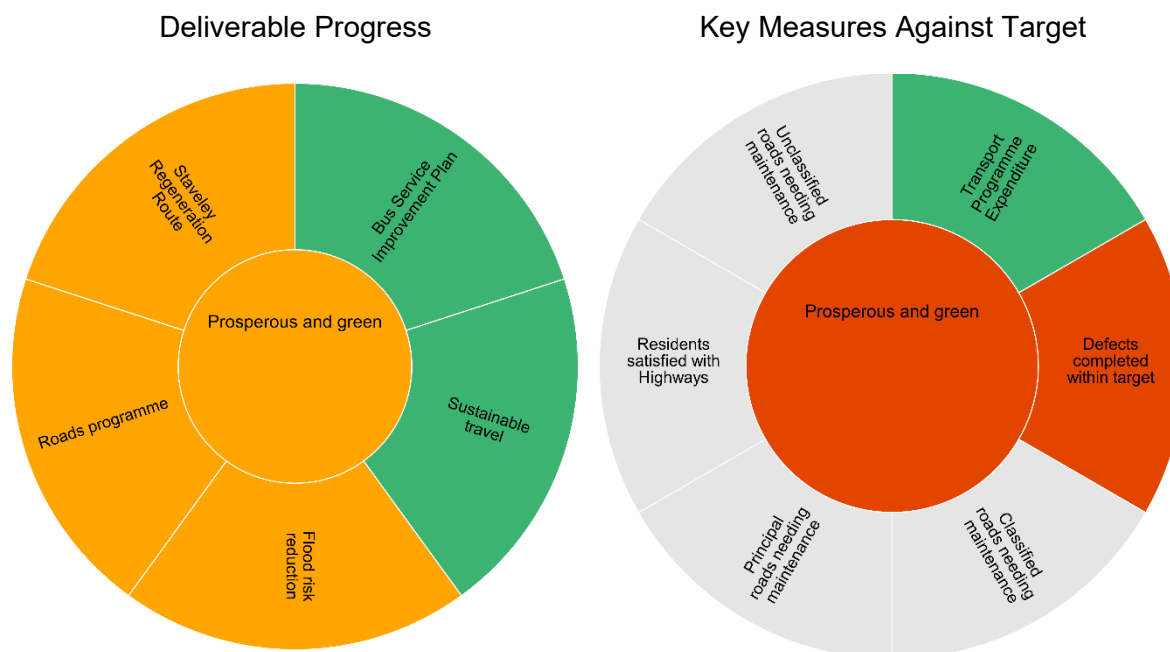 Deliverable Progress
Staveley
Regeneration
Route
Bus Service
Improvement Plan
Prosperous and green
Roads programme
Sustainable
travel
Flood risk
reduction
Key Measures Against Target
Unclassified
roads needing
maintenance
Transport
Programme
Expenditure
Prosperous and green
Residents
satisfied with
Highways
Defects
completed
within target
Principal
roads needing
maintenance
Classified
roads needing
maintenance